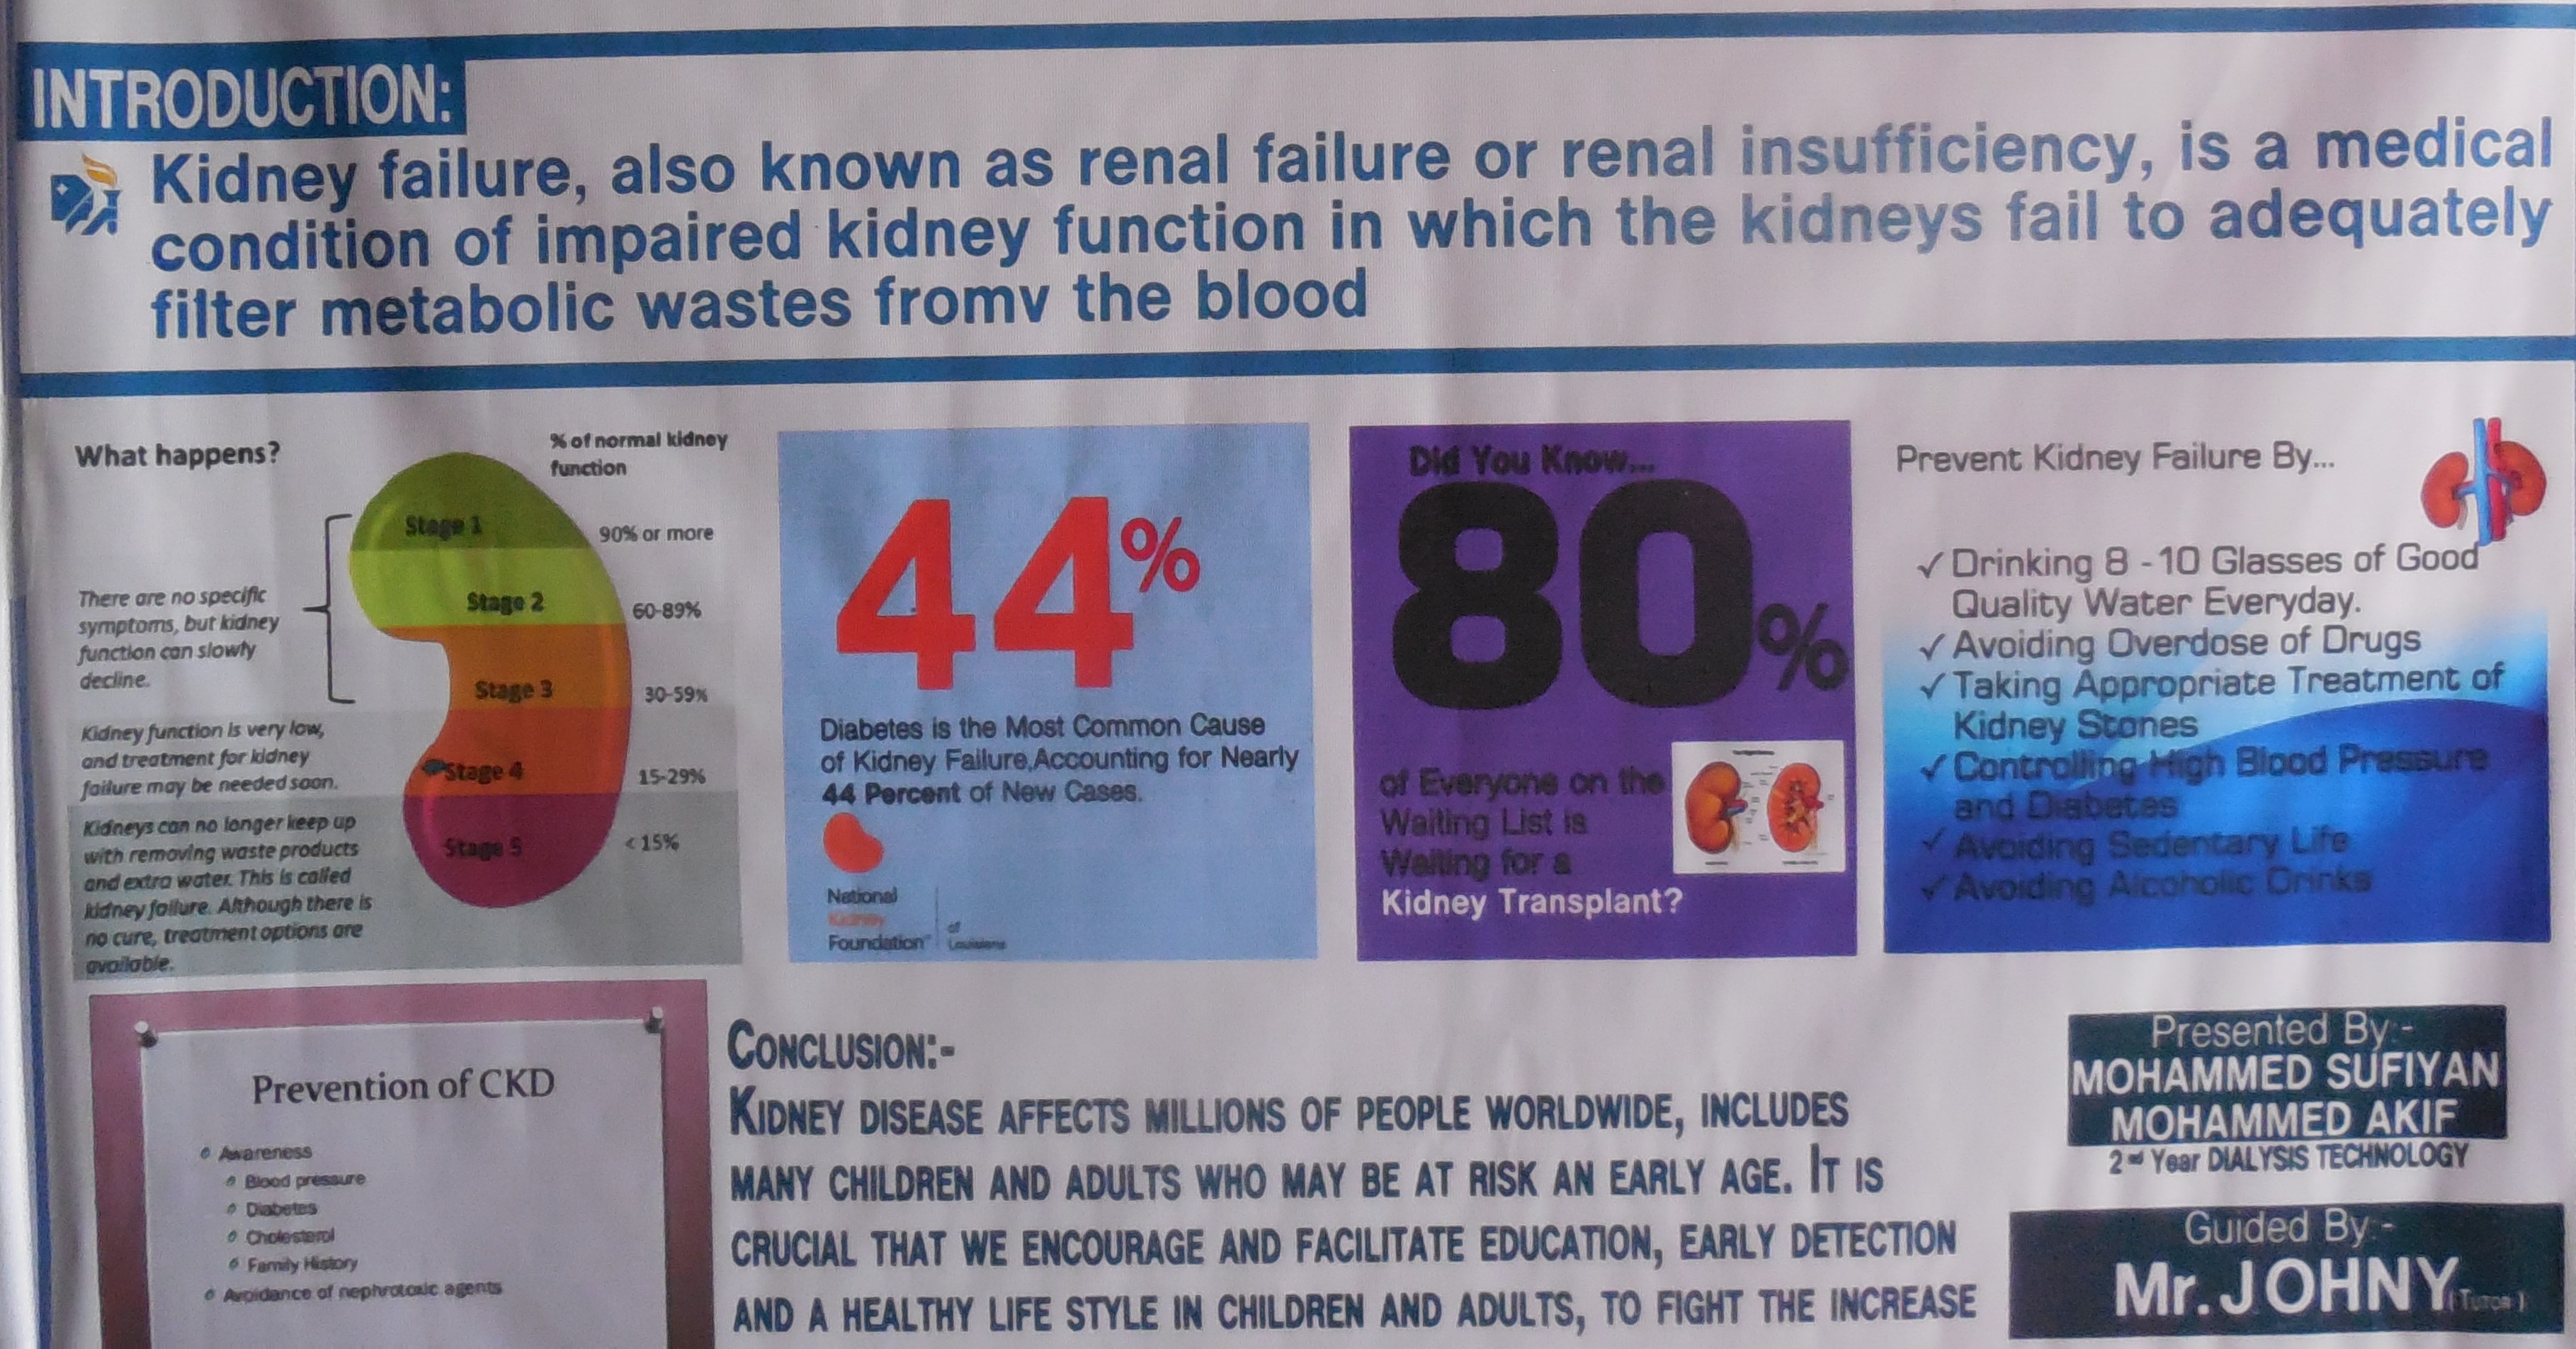 INTRODUCTION:
Kidney failure, also known as renal failure or renal insufficiency, is a medical
condition of impaired kidney function in which the kidneys fail to adequately
filter metabolic wastes fromv the blood
What happens?
% of normal kidney
function
Stage 1
90% or more
Stage 2
60-89%
Stage 3
30-59%
Stage 4
15-29%
Stage 5
< 15%
There are no specific
symptoms, but kidney
function can slowly
decline.
Kidney function is very low,
and treatment for kidney
failure may be needed soon.
Kidneys can no longer keep up
with removing waste products
and extra water. This is called
kidney failure. Although there is
no cure, treatment options are
available.
44%
Diabetes is the Most Common Cause
of Kidney Failure,Accounting for Nearly
44 Percent of New Cases.
National
Kidney
Foundation™
of
Louisiana
Did You Know...
80%
of Everyone on the
Waiting List is
Waiting for a
Kidney Transplant?
Prevent Kidney Failure By...
✓ Drinking 8 -10 Glasses of Good
Quality Water Everyday.
✓ Avoiding Overdose of Drugs
✓ Taking Appropriate Treatment of
Kidney Stones
✓ Controlling High Blood Pressure
and Diabetes
✓ Avoiding Sedentary Life
✓ Avoiding Alcoholic Drinks
Prevention of CKD
Awareness
Blood pressure
Diabetes
Cholesterol
Family History
Avoidance of nephrotoxic agents
CONCLUSION:-
KIDNEY DISEASE AFFECTS MILLIONS OF PEOPLE WORLDWIDE, INCLUDES
MANY CHILDREN AND ADULTS WHO MAY BE AT RISK AN EARLY AGE. IT IS
CRUCIAL THAT WE ENCOURAGE AND FACILITATE EDUCATION, EARLY DETECTION
AND A HEALTHY LIFE STYLE IN CHILDREN AND ADULTS, TO FIGHT THE INCREASE
Presented By:-
MOHAMMED SUFIYAN
MOHAMMED AKIF
2nd Year DIALYSIS TECHNOLOGY
Guided By:-
Mr. JOHNY (TUTOR)